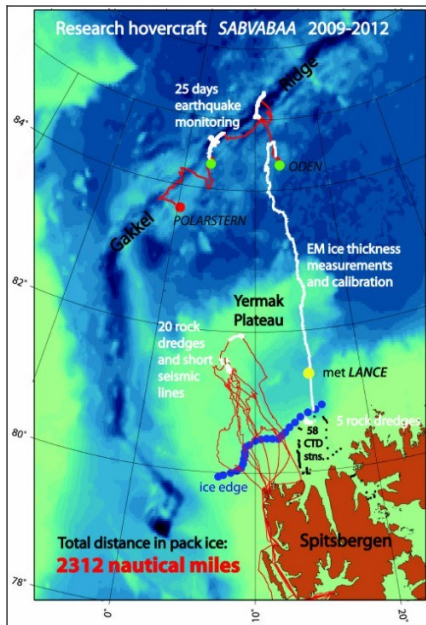 Research hovercraft SABVABAA 2009-2012
25 days
earthquake
monitoring
Ridge
84°
ODEN
POLARSTERN
Gakkel
EM ice thickness
measurements
and calibration
82°
Yermak
Plateau
20 rock
dredges
and short
seismic
lines
met LANCE
5 rock dredges
58
CTD
stns.
80°
ice edge
Total distance in pack ice:
2312 nautical miles
Spitsbergen
78°
0°
10°
20°